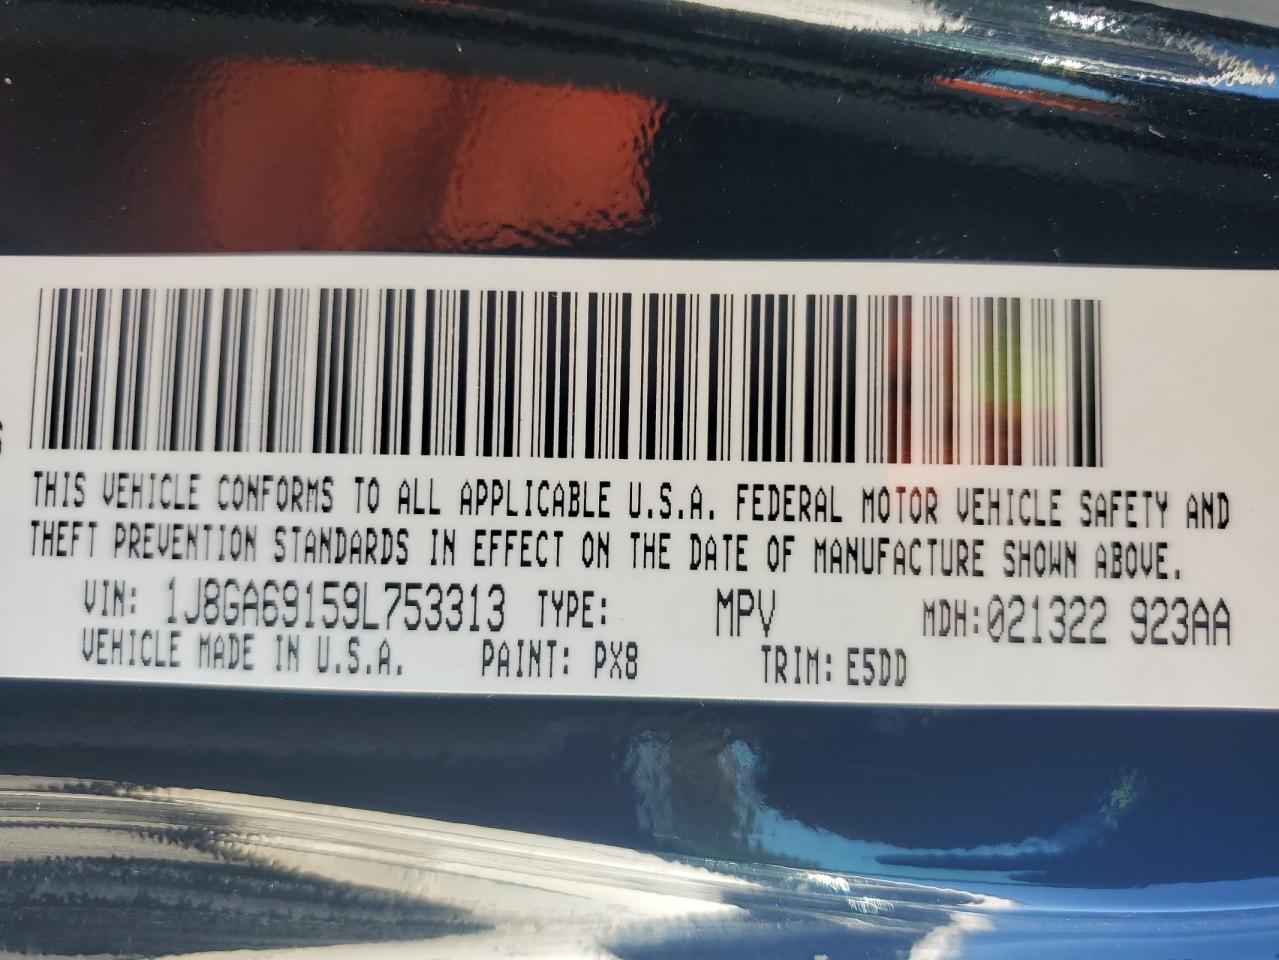 THIS VEHICLE CONFORMS TO ALL APPLICABLE U.S.A. FEDERAL MOTOR VEHICLE SAFETY AND
THEFT PREVENTION STANDARDS IN EFFECT ON THE DATE OF MANUFACTURE SHOWN ABOVE.
VIN: 1J8GA69159L753313 TYPE: MPV MDH:021322 923AA
VEHICLE MADE IN U.S.A. PAINT: PX8 TRIM: E5DD